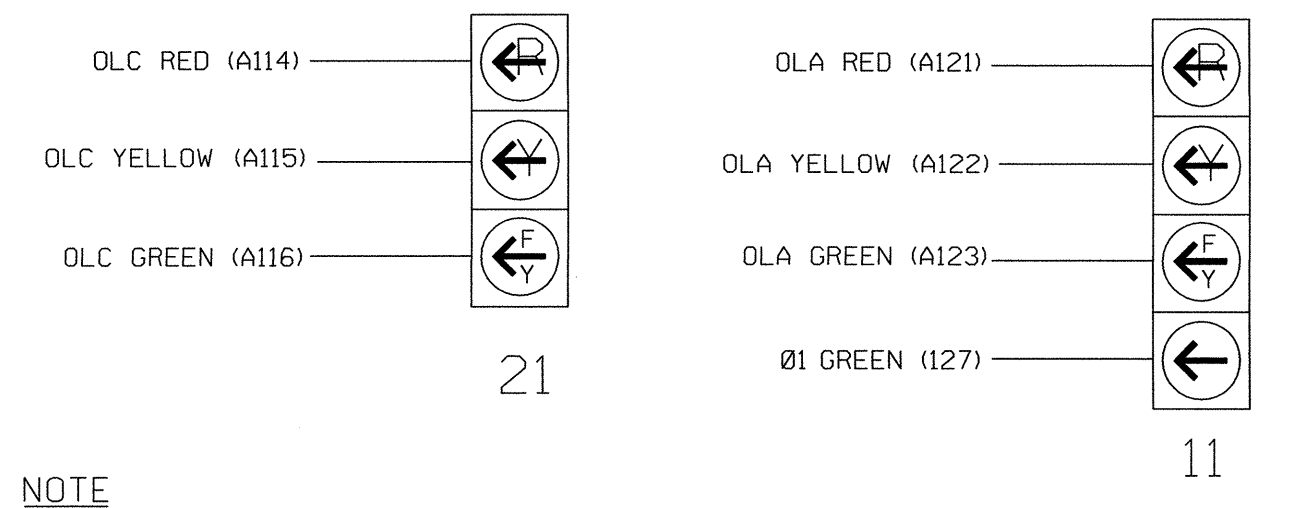 OLC RED (A114)
R
OLC YELLOW (A115)
Y
OLC GREEN (A116)
F
Y
21
OLA RED (A121)
R
OLA YELLOW (A122)
Y
OLA GREEN (A123)
F
Y
Ø1 GREEN (127)
11
NOTE